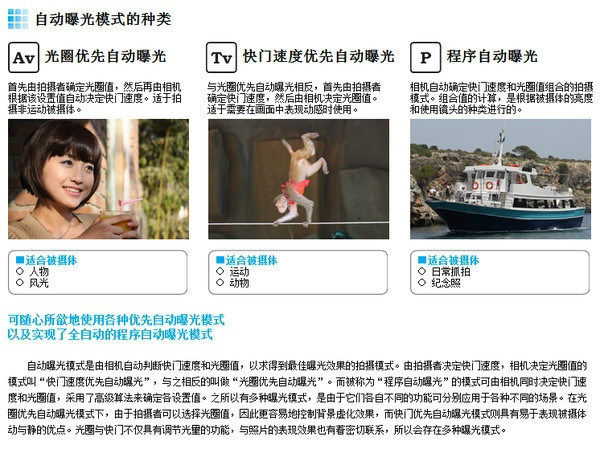 自动曝光模式的种类
Av 光圈优先自动曝光
首先由拍摄者确定光圈值，然后再由相机
根据该设置值自动决定快门速度。适于拍
摄非运动被摄体。
■适合被摄体
◇ 人物
◇ 风光
Tv 快门速度优先自动曝光
与光圈优先自动曝光相反，首先由拍摄者
确定快门速度，然后由相机决定光圈值。
适于需要在画面中表现动感时使用。
■适合被摄体
◇ 运动
◇ 动物
P 程序自动曝光
相机自动确定快门速度和光圈值组合的拍摄
模式。组合值的计算，是根据被摄体的亮度
和使用镜头的种类进行的。
■适合被摄体
◇ 日常抓拍
◇ 纪念照
可随心所欲地使用各种优先自动曝光模式
以及实现了全自动的程序自动曝光模式
自动曝光模式是由相机自动判断快门速度和光圈值，以求得到最佳曝光效果的拍摄模式。由拍摄者决定快门速度，相机决定光圈值的
模式叫“快门速度优先自动曝光”，与之相反的叫做“光圈优先自动曝光”。而被称为“程序自动曝光”的模式可由相机同时决定快门速
度和光圈值，采用了高级算法来确定各设置值。之所以有多种曝光模式，是由于它们各自不同的功能可分别应用于各种不同的场景。在光
圈优先自动曝光模式下，由于拍摄者可以选择光圈值，因此更容易地控制背景虚化效果，而快门优先自动曝光模式则具有易于表现被摄体
动与静的优点。光圈与快门不仅具有调节光量的功能，与照片的表现效果也有着密切联系，所以会存在多种曝光模式。